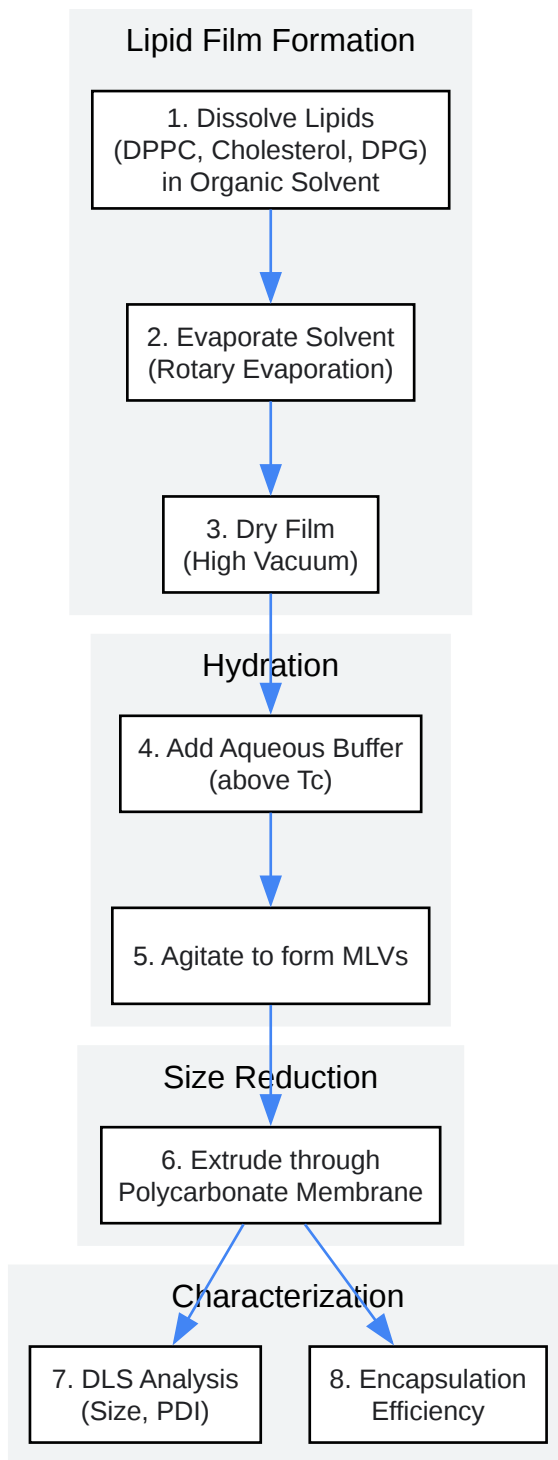 Lipid Film Formation
1. Dissolve Lipids
(DPPC, Cholesterol, DPG)
in Organic Solvent
2. Evaporate Solvent
(Rotary Evaporation)
3. Dry Film
(High Vacuum)
Hydration
4. Add Aqueous Buffer
(above Tc)
5. Agitate to form MLVs
Size Reduction
6. Extrude through
Polycarbonate Membrane
Characterization
7. DLS Analysis
(Size, PDI)
8. Encapsulation
Efficiency